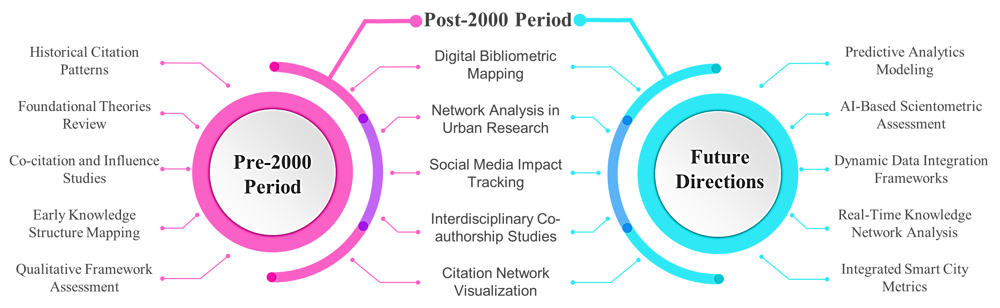 Post-2000 Period
Historical Citation
Patterns
Foundational Theories
Review
Co-citation and Influence
Studies
Early Knowledge
Structure Mapping
Qualitative Framework
Assessment
Pre-2000
Period
Digital Bibliometric
Mapping
Network Analysis in
Urban Research
Social Media Impact
Tracking
Interdisciplinary Co-
authorship Studies
Citation Network
Visualization
Future
Directions
Predictive Analytics
Modeling
AI-Based Scientometric
Assessment
Dynamic Data Integration
Frameworks
Real-Time Knowledge
Network Analysis
Integrated Smart City
Metrics